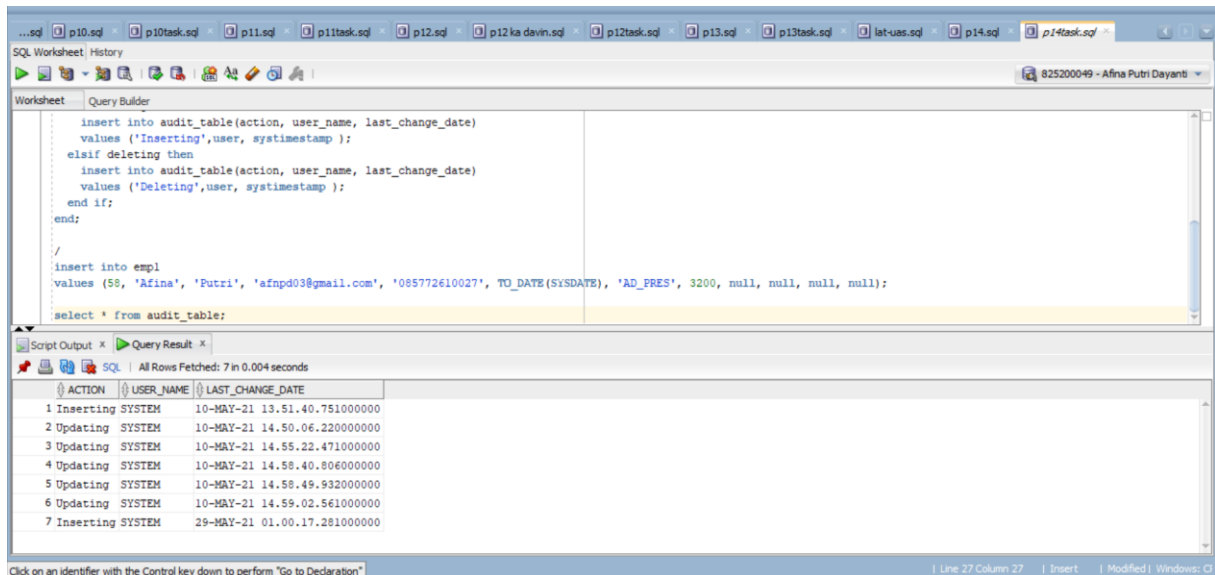 ...sql p10.sql p10task.sql p11.sql p11task.sql p12.sql p12 ka davin.sql p12task.sql p13.sql p13task.sql lat-uas.sql p14.sql p14task.sql
SQL Worksheet History
825200049 - Afina Putri Dayanti
Worksheet Query Builder
insert into audit_table(action, user_name, last_change_date)
values ('Inserting',user, systimestamp );
elsif deleting then
insert into audit_table(action, user_name, last_change_date)
values ('Deleting',user, systimestamp );
end if;
end;
/
insert into empl
values (58, 'Afina', 'Putri', 'afnpd03@gmail.com', '085772610027', TO_DATE(SYSDATE), 'AD_PRES', 3200, null, null, null, null);
select * from audit_table;
Script Output x Query Result x
SQL | All Rows Fetched: 7 in 0.004 seconds
ACTION USER_NAME LAST_CHANGE_DATE
1 Inserting SYSTEM 10-MAY-21 13.51.40.751000000
2 Updating SYSTEM 10-MAY-21 14.50.06.220000000
3 Updating SYSTEM 10-MAY-21 14.55.22.471000000
4 Updating SYSTEM 10-MAY-21 14.58.40.806000000
5 Updating SYSTEM 10-MAY-21 14.58.49.932000000
6 Updating SYSTEM 10-MAY-21 14.59.02.561000000
7 Inserting SYSTEM 29-MAY-21 01.00.17.281000000
Click on an identifier with the Control key down to perform "Go to Declaration" | Line 27 Column 27 | Insert | Modified | Windows: